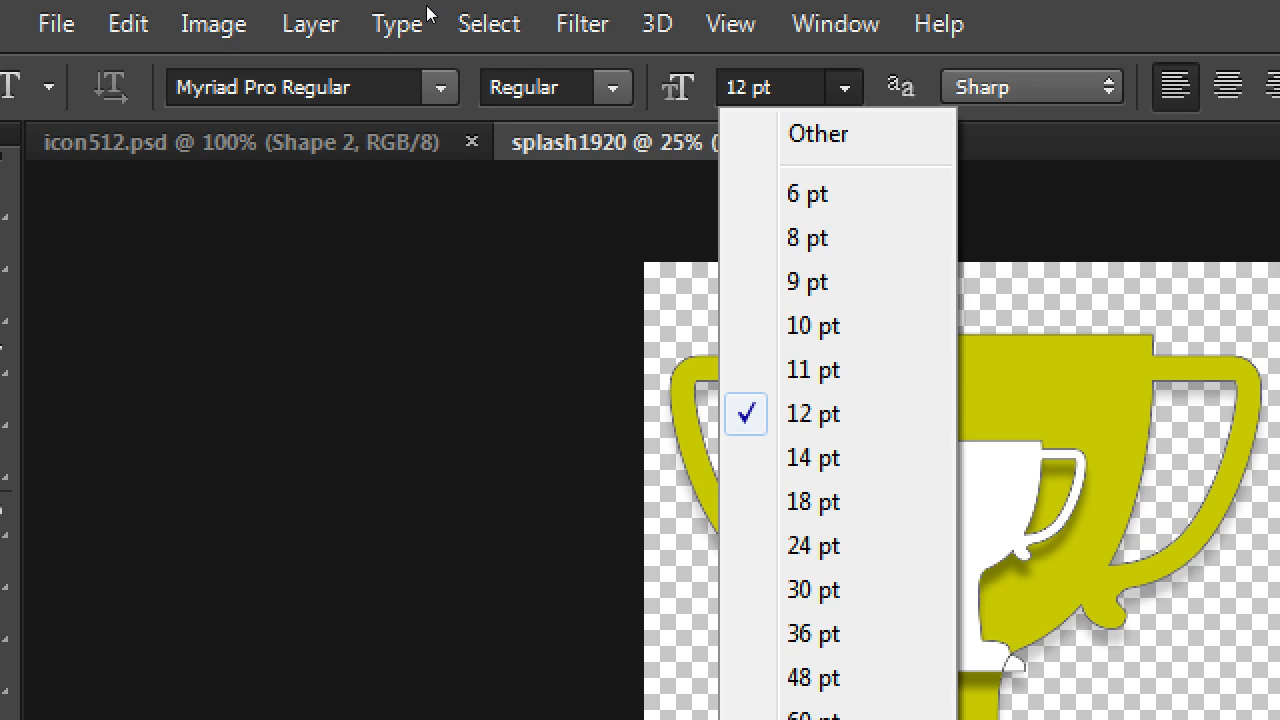 File Edit Image Layer Type Select Filter 3D View Window Help
T Myriad Pro Regular Regular 12 pt aa Sharp
icon512.psd @ 100% (Shape 2, RGB/8) × splash1920 @ 25% (
Other
6 pt
8 pt
9 pt
10 pt
11 pt
12 pt
14 pt
18 pt
24 pt
30 pt
36 pt
48 pt